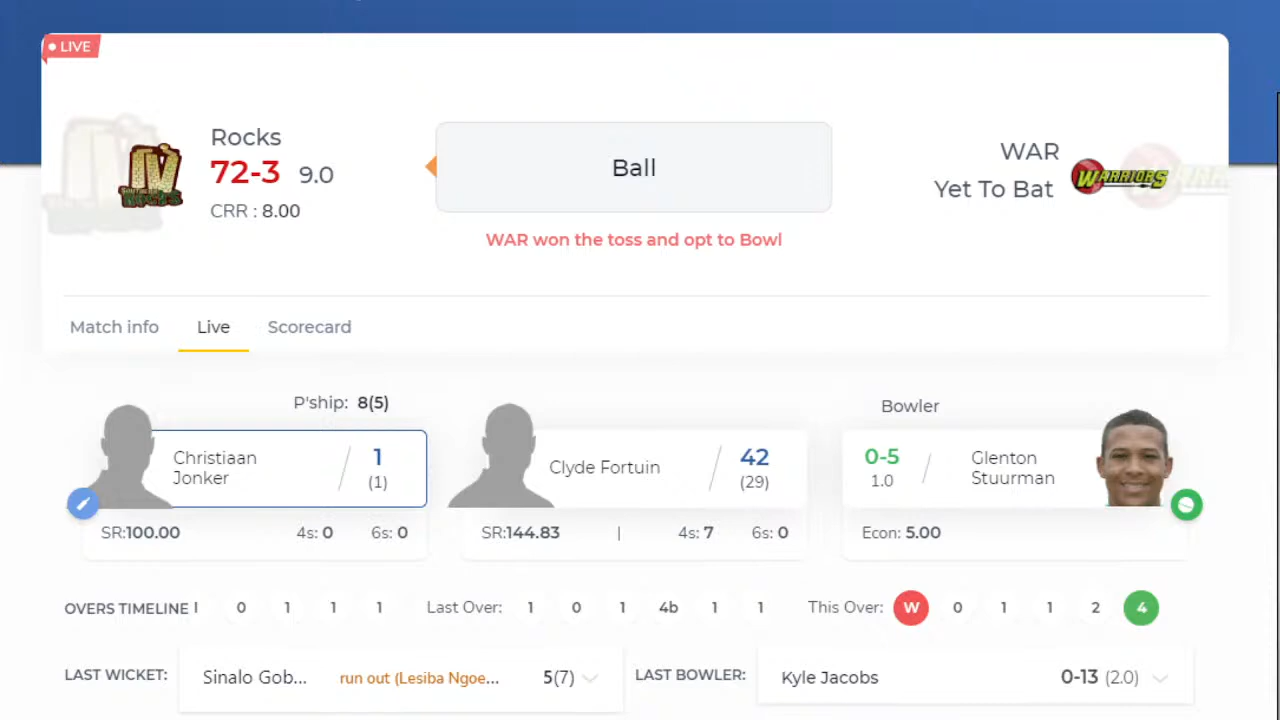 LIVE
Rocks
72-3 9.0
CRR : 8.00
SOUTHERN ROCKS
Ball
WAR won the toss and opt to Bowl
WAR
Yet To Bat
WARRIORS
Match info Live Scorecard
P'ship: 8(5)
Christiaan Jonker
1
(1)
SR:100.00 4s: 0 6s: 0
Clyde Fortuin
42
(29)
SR:144.83 | 4s: 7 6s: 0
Bowler
0-5
1.0
Glenton Stuurman
Econ: 5.00
OVERS TIMELINE 1 0 1 1 1 Last Over: 1 0 1 4b 1 1 This Over: W 0 1 1 2 4
LAST WICKET: Sinalo Gob... run out (Lesiba Ngoe... 5(7) LAST BOWLER: Kyle Jacobs 0-13 (2.0)